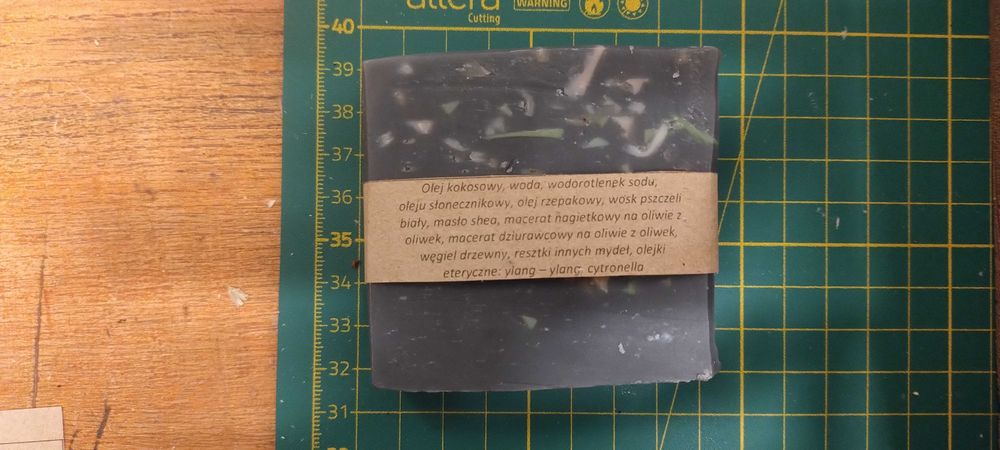 allera
Cutting
WARNING
40
39
38
37
36
35
34
33
32
31
Olej kokosowy, woda, wodorotlenek sodu,
oleju słonecznikowy, olej rzepakowy, wosk pszczeli
biały, masło shea, macerat nagietkowy na oliwie z
oliwek, macerat dziurawcowy na oliwie z oliwek,
węgiel drzewny, resztki innych mydeł, olejki
eteryczne: ylang – ylang, cytronella